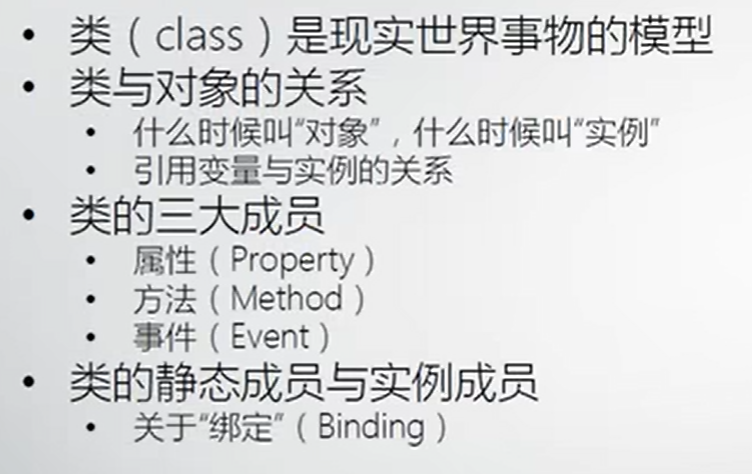 • 类（class）是现实世界事物的模型
• 类与对象的关系
• 什么时候叫“对象”，什么时候叫“实例”
• 引用变量与实例的关系
• 类的三大成员
• 属性（Property）
• 方法（Method）
• 事件（Event）
• 类的静态成员与实例成员
• 关于“绑定”（Binding）